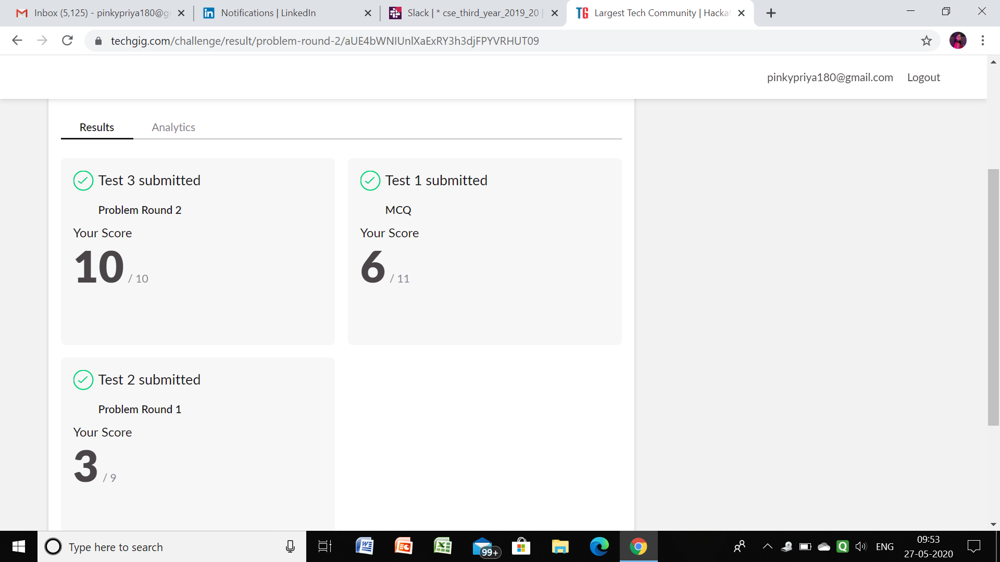 Inbox (5,125) - pinkypriya180@g
Notifications | LinkedIn
Slack | * cse_third_year_2019_20 |
TG Largest Tech Community | Hackat
techgig.com/challenge/result/problem-round-2/aUE4bWNIUnlXaExRY3h3djFPYVRHUT09
pinkypriya180@gmail.com Logout
Results Analytics
Test 3 submitted
Problem Round 2
Your Score
10 / 10
Test 1 submitted
MCQ
Your Score
6 / 11
Test 2 submitted
Problem Round 1
Your Score
3 / 9
Type here to search
99+
ENG
09:53
27-05-2020